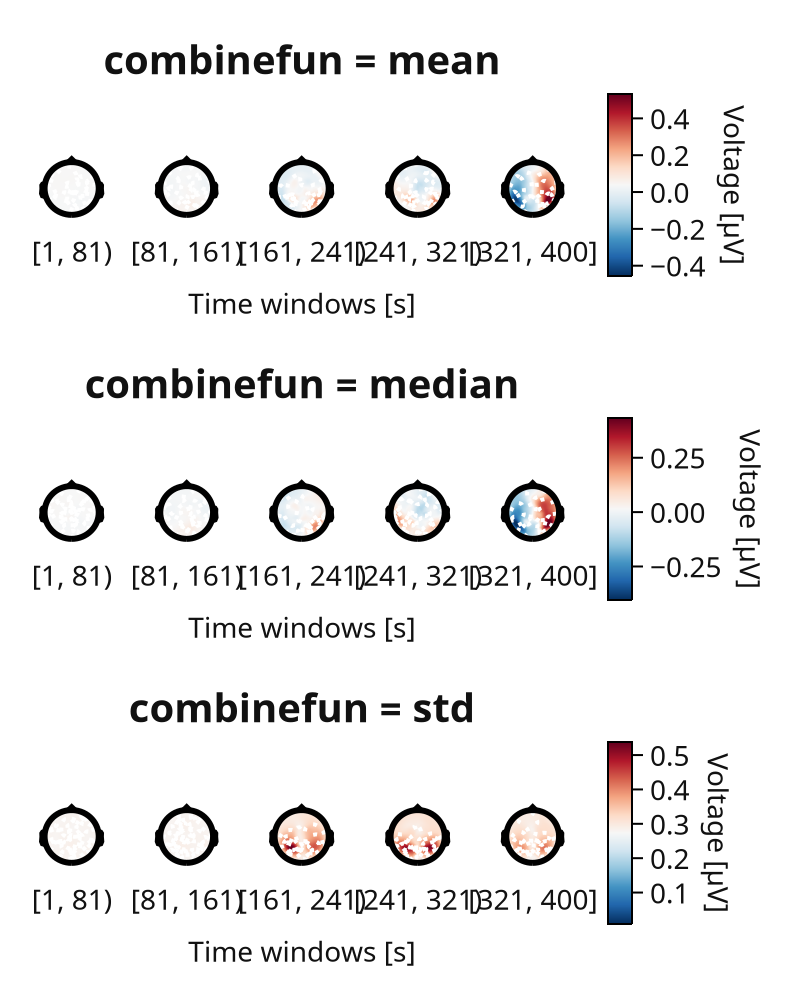 combinefun = mean
[1, 81) [81, 161) [161, 241) [241, 321) [321, 400]
Time windows [s]
0.4
0.2
0.0
−0.2
−0.4
Voltage [µV]
combinefun = median
[1, 81) [81, 161) [161, 241) [241, 321) [321, 400]
Time windows [s]
0.25
0.00
−0.25
Voltage [µV]
combinefun = std
[1, 81) [81, 161) [161, 241) [241, 321) [321, 400]
Time windows [s]
0.5
0.4
0.3
0.2
0.1
Voltage [µV]